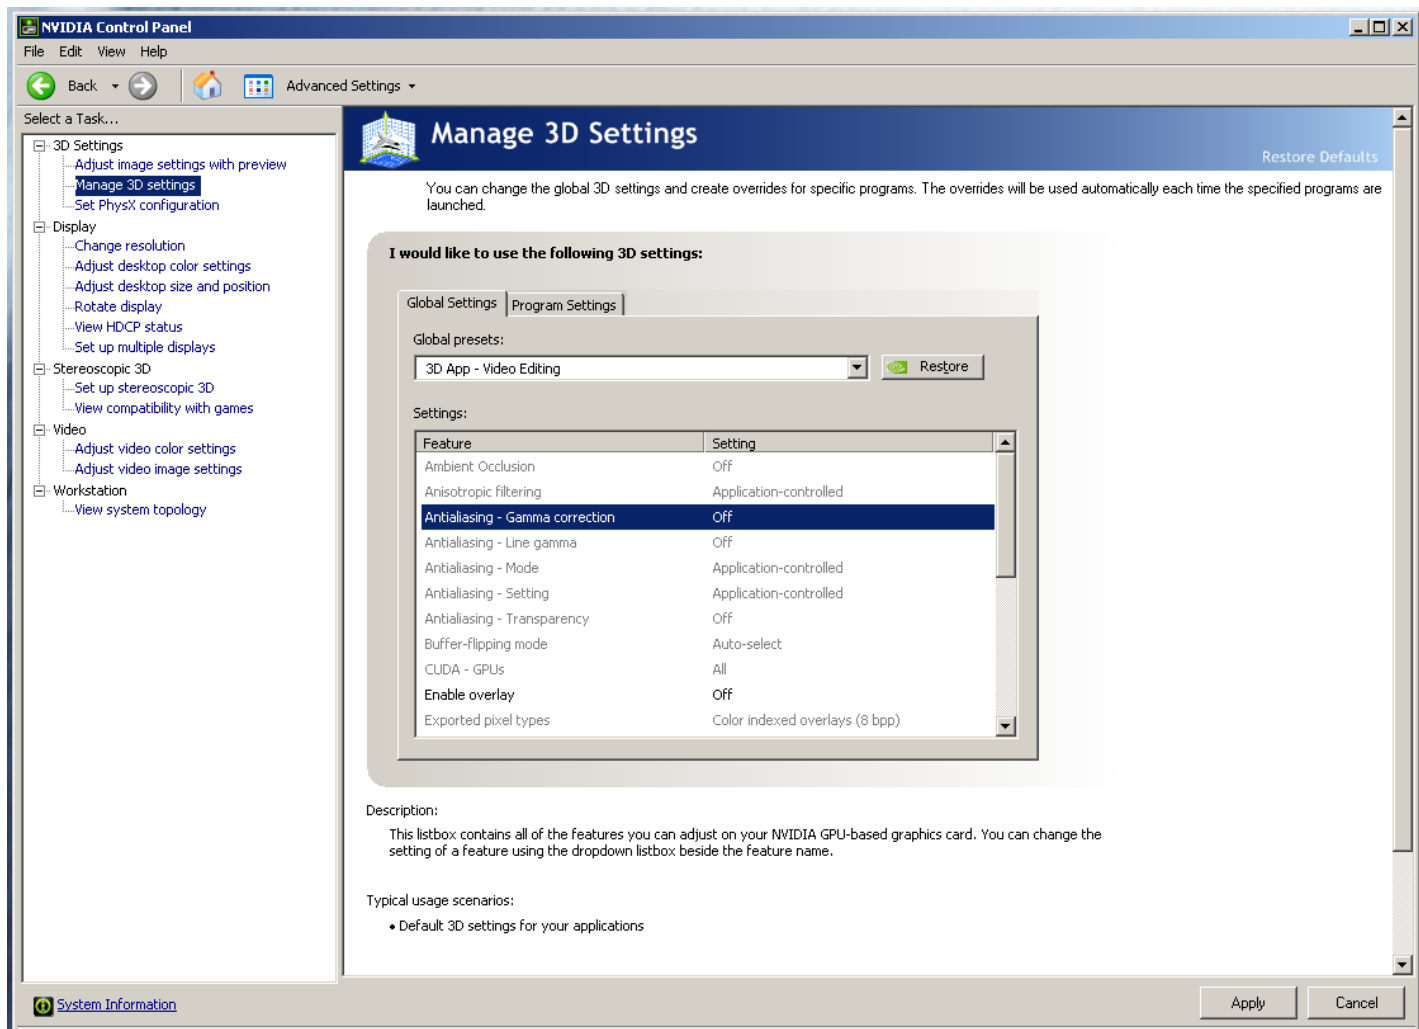 NVIDIA Control Panel
File Edit View Help
Back
Advanced Settings
Select a Task...
3D Settings
Adjust image settings with preview
Manage 3D settings
Set PhysX configuration
Display
Change resolution
Adjust desktop color settings
Adjust desktop size and position
Rotate display
View HDCP status
Set up multiple displays
Stereoscopic 3D
Set up stereoscopic 3D
View compatibility with games
Video
Adjust video color settings
Adjust video image settings
Workstation
View system topology
Manage 3D Settings
Restore Defaults
You can change the global 3D settings and create overrides for specific programs. The overrides will be used automatically each time the specified programs are
launched.
I would like to use the following 3D settings:
Global Settings Program Settings
Global presets:
3D App - Video Editing
Restore
Settings:
Feature Setting
Ambient Occlusion Off
Anisotropic filtering Application-controlled
Antialiasing - Gamma correction Off
Antialiasing - Line gamma Off
Antialiasing - Mode Application-controlled
Antialiasing - Setting Application-controlled
Antialiasing - Transparency Off
Buffer-flipping mode Auto-select
CUDA - GPUs All
Enable overlay Off
Exported pixel types Color indexed overlays (8 bpp)
Description:
This listbox contains all of the features you can adjust on your NVIDIA GPU-based graphics card. You can change the
setting of a feature using the dropdown listbox beside the feature name.
Typical usage scenarios:
• Default 3D settings for your applications
System Information
Apply Cancel